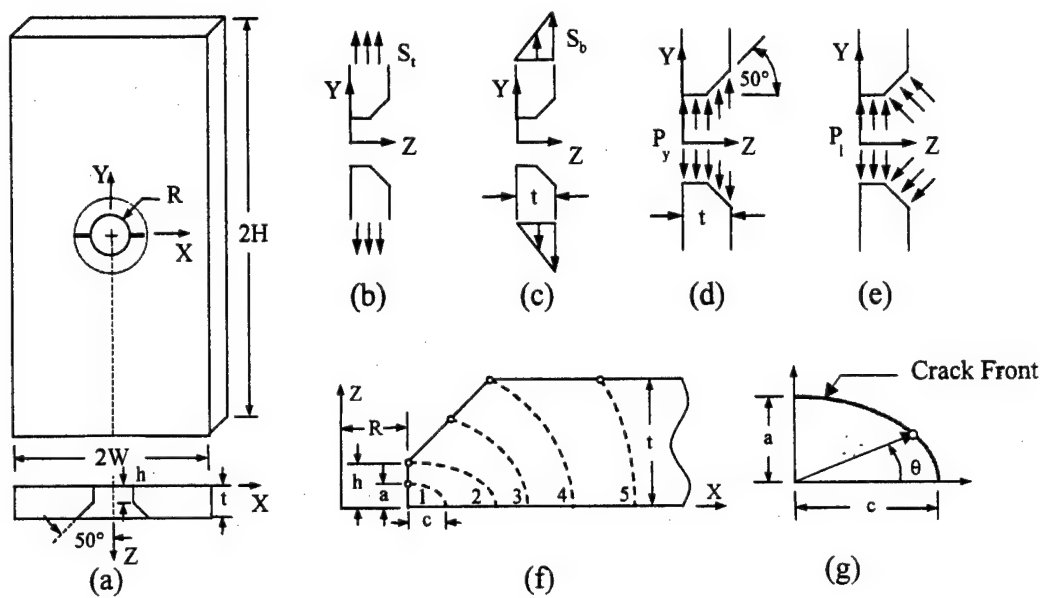 Y
R
X
2H
2W
h
t
X
50°
Z
(a)
S_t
Y
Z
(b)
S_b
Y
Z
t
(c)
Y
50°
P_y
Z
t
(d)
Y
P_l
Z
(e)
Z
R
h
a
1
2
3
4
5
t
X
c
(f)
Crack Front
a
θ
c
(g)